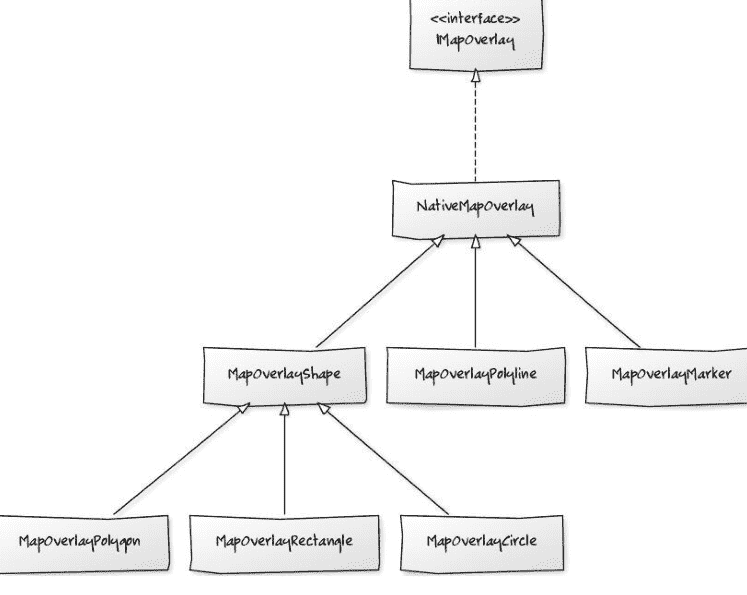 <<interface>>
IMapOverlay
NativeMapOverlay
MapOverlayShape
MapOverlayPolyline
MapOverlayMarker
MapOverlayPolygon
MapOverlayRectangle
MapOverlayCircle